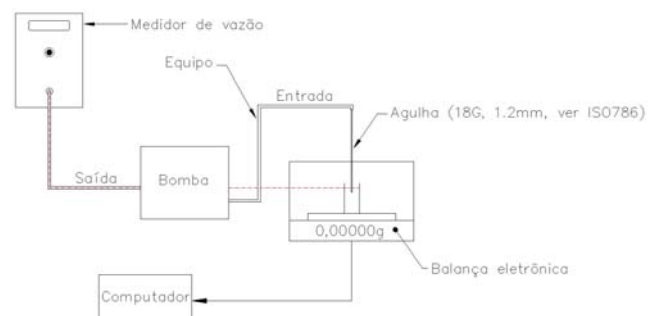 Medidor de vazão
Equipo
Entrada
Agulha (18G, 1.2mm, ver ISO786)
Saída
Bomba
0,00000g
Balança eletrônica
Computador